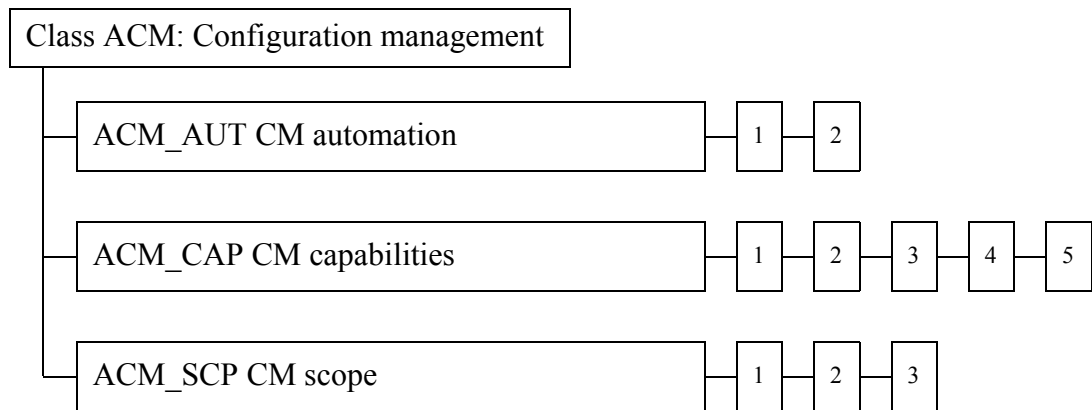 Class ACM: Configuration management
ACM_AUT CM automation 1 2
ACM_CAP CM capabilities 1 2 3 4 5
ACM_SCP CM scope 1 2 3